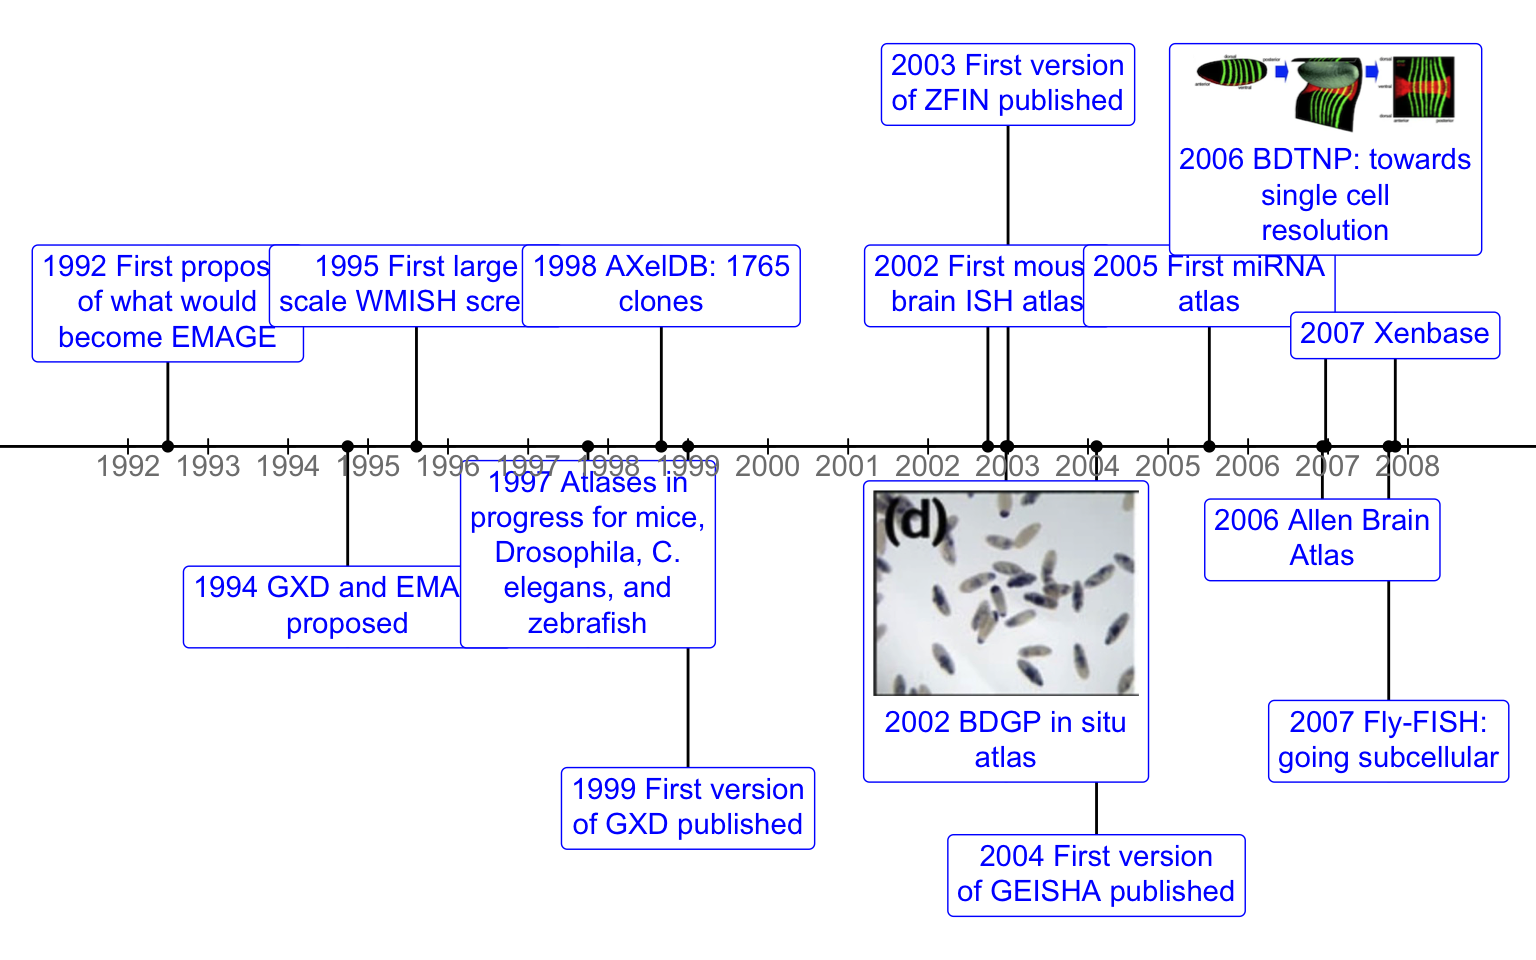 2003 First version
of ZFIN published
2006 BDTNP: towards
single cell
resolution
1992 First propos
of what would
become EMAGE
1995 First large
scale WMISH scre
1998 AXelDB: 1765
clones
2002 First mous
brain ISH atlas
2005 First miRNA
atlas
2007 Xenbase
1992 1993 1994 1995 1996 1997 1998 1999 2000 2001 2002 2003 2004 2005 2006 2007 2008
1994 GXD and EMA
proposed
1997 Atlases in
progress for mice,
Drosophila, C.
elegans, and
zebrafish
1999 First version
of GXD published
(d)
2002 BDGP in situ
atlas
2004 First version
of GEISHA published
2006 Allen Brain
Atlas
2007 Fly-FISH:
going subcellular